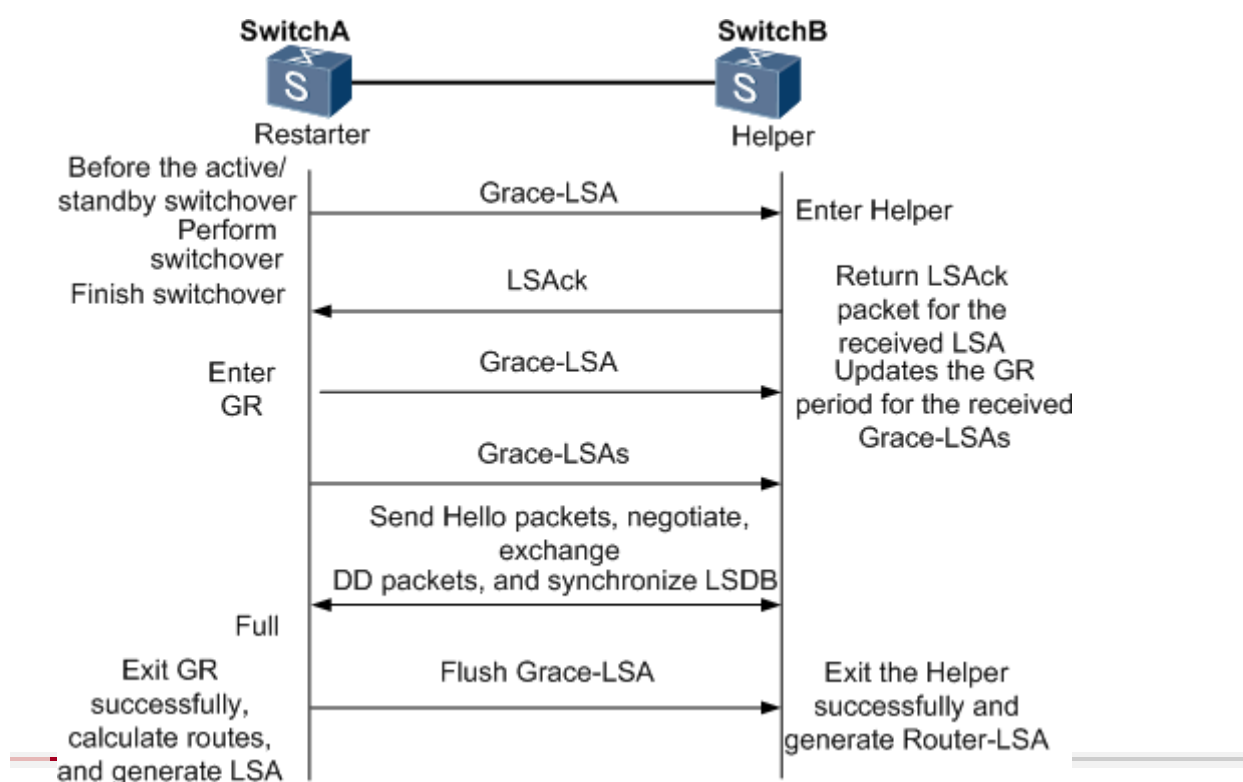 SwitchA
SwitchB
S
S
Restarter
Helper
Before the active/
standby switchover
Grace-LSA
Enter Helper
Perform
switchover
Finish switchover
LSAck
Return LSAck
packet for the
received LSA
Enter
GR
Grace-LSA
Updates the GR
period for the received
Grace-LSAs
Grace-LSAs
Send Hello packets, negotiate,
exchange
DD packets, and synchronize LSDB
Full
Exit GR
successfully,
calculate routes,
and generate LSA
Flush Grace-LSA
Exit the Helper
successfully and
generate Router-LSA